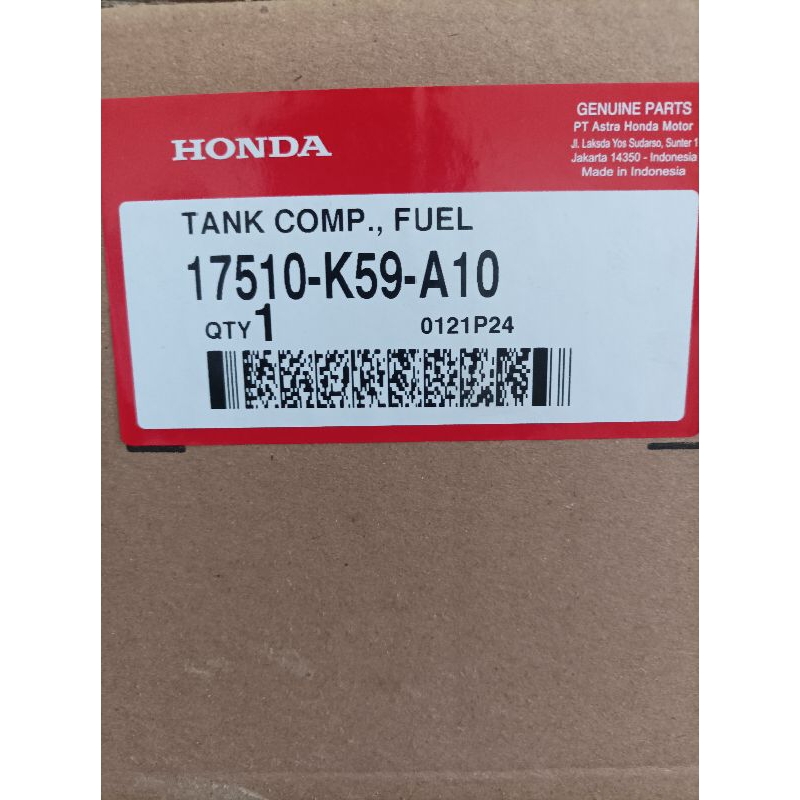 HONDA
GENUINE PARTS
PT Astra Honda Motor
Jl. Laksda Yos Sudarso, Sunter 1
Jakarta 14350 - Indonesia
Made in Indonesia
TANK COMP., FUEL
17510-K59-A10
QTY 1
0121P24